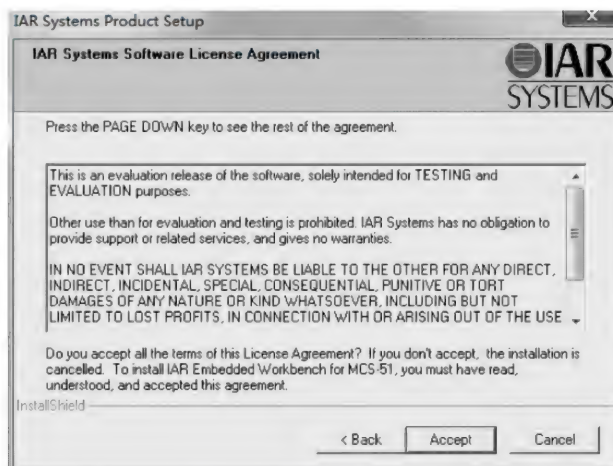 IAR Systems Product Setup
IAR Systems Software License Agreement
IAR
SYSTEMS
Press the PAGE DOWN key to see the rest of the agreement.
This is an evaluation release of the software, solely intended for TESTING and
EVALUATION purposes.
Other use than for evaluation and testing is prohibited. IAR Systems has no obligation to
provide support or related services, and gives no warranties.
IN NO EVENT SHALL IAR SYSTEMS BE LIABLE TO THE OTHER FOR ANY DIRECT,
INDIRECT, INCIDENTAL, SPECIAL, CONSEQUENTIAL, PUNITIVE OR TORT
DAMAGES OF ANY NATURE OR KIND WHATSOEVER, INCLUDING BUT NOT
LIMITED TO LOST PROFITS, IN CONNECTION WITH OR ARISING OUT OF THE USE
Do you accept all the terms of this License Agreement? If you don't accept, the installation is
cancelled. To install IAR Embedded Workbench for MCS-51, you must have read,
understood, and accepted this agreement.
InstallShield
< Back Accept Cancel